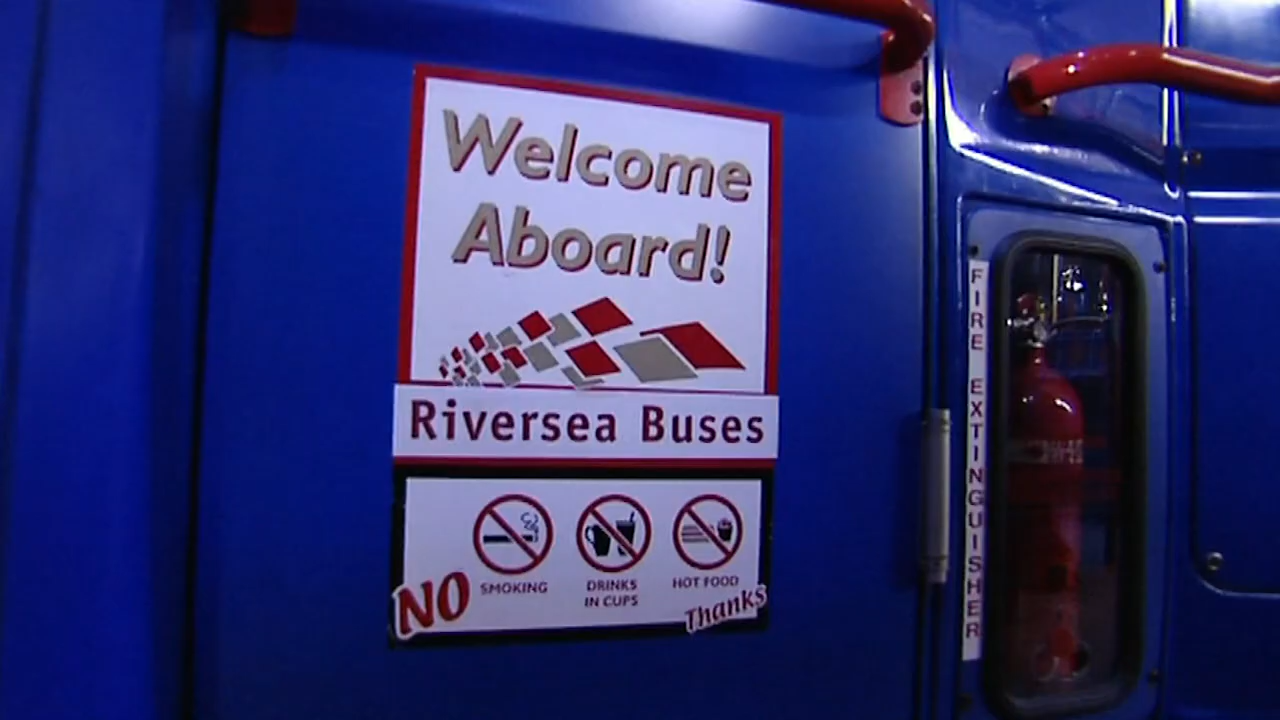 Welcome
Aboard!
Riversea Buses
NO
SMOKING
DRINKS
IN CUPS
HOT FOOD
Thanks
FIRE EXTINGUISHER